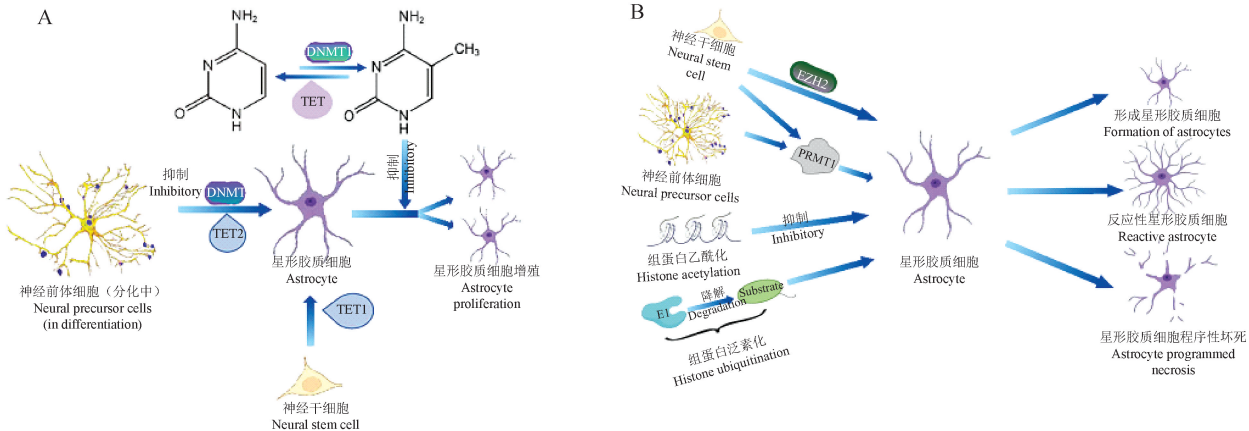 A
NH₂
N
O
N
H
DNMT1
TET
NH₂
CH₃
N
O
N
H
抑制
Inhibitory
抑制
Inhibitory
DNMT
TET2
神经前体细胞（分化中）
Neural precursor cells
(in differentiation)
星形胶质细胞
Astrocyte
星形胶质细胞增殖
Astrocyte
proliferation
TET1
神经干细胞
Neural stem cell
B
神经干细胞
Neural stem
cell
EZH2
神经前体细胞
Neural precursor cells
PRMT1
组蛋白乙酰化
Histone acetylation
抑制
Inhibitory
E1
降解
Degradation
Substrate
组蛋白泛素化
Histone ubiquitination
星形胶质细胞
Astrocyte
形成星形胶质细胞
Formation of astrocytes
反应性星形胶质细胞
Reactive astrocyte
星形胶质细胞程序性坏死
Astrocyte programmed
necrosis